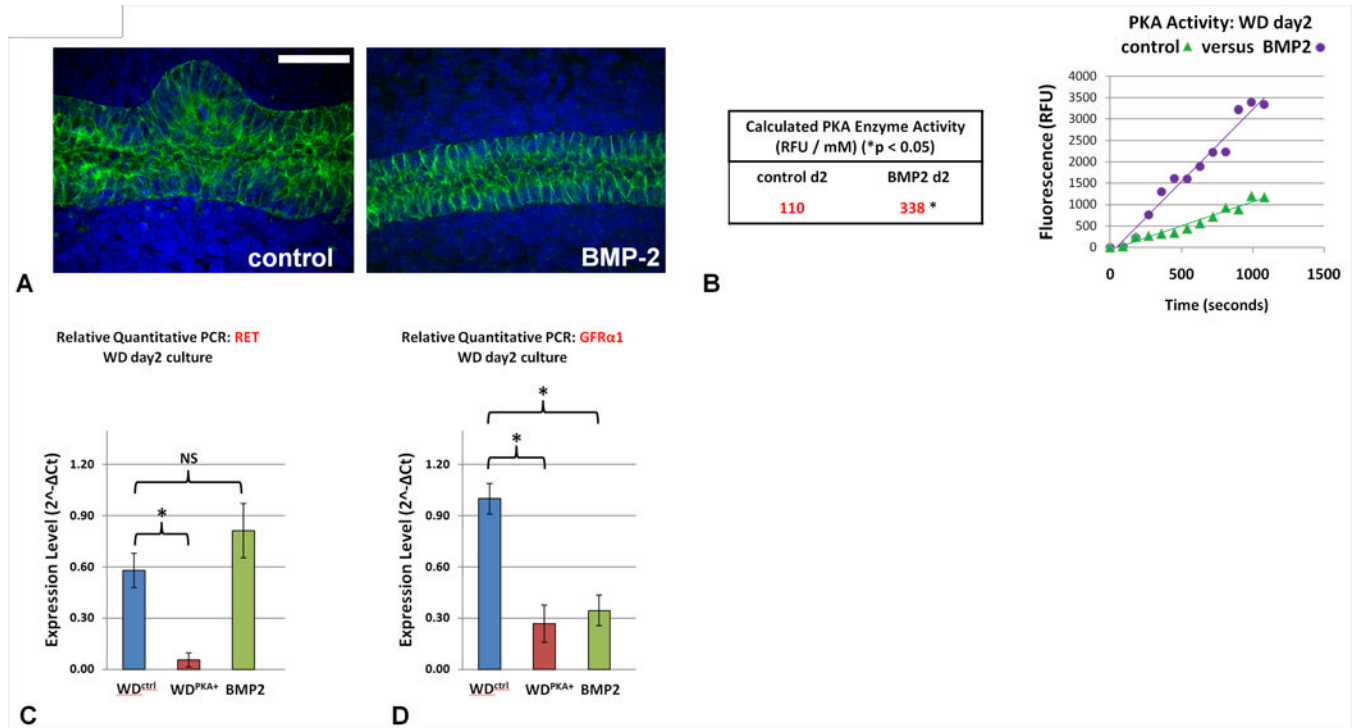 control
BMP-2
A
Calculated PKA Enzyme Activity
(RFU / mM) (*p < 0.05)
control d2 BMP2 d2
110 338 *
B
PKA Activity: WD day2
control ▲ versus BMP2 ●
Fluorescence (RFU)
4000
3500
3000
2500
2000
1500
1000
500
0
0 500 1000 1500
Time (seconds)
Relative Quantitative PCR: RET
WD day2 culture
Expression Level (2^-ΔCt)
1.20
0.90
0.60
0.30
0.00
NS
*
WDctrl WDPKA+ BMP2
C
Relative Quantitative PCR: GFRα1
WD day2 culture
Expression Level (2^-ΔCt)
1.20
0.90
0.60
0.30
0.00
*
*
WDctrl WDPKA+ BMP2
D